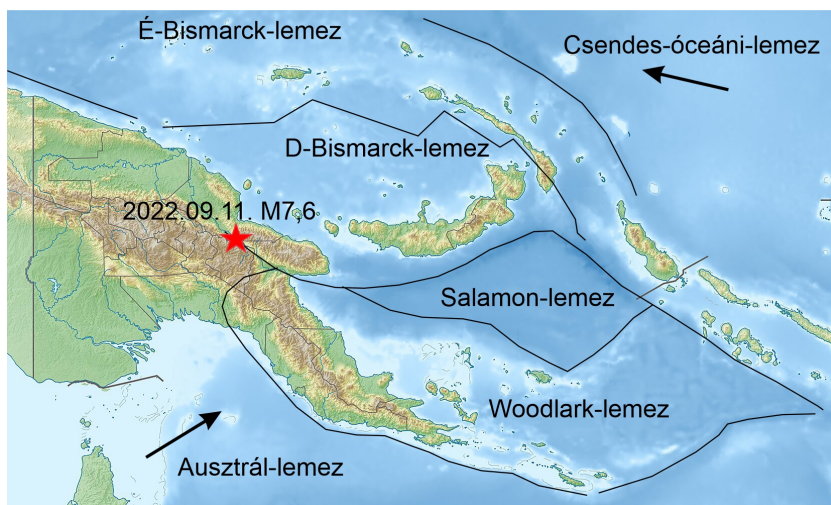 É-Bismarck-lemez
Csendes-óceáni-lemez
D-Bismarck-lemez
2022.09.11. M7,6
Salamon-lemez
Woodlark-lemez
Ausztrál-lemez